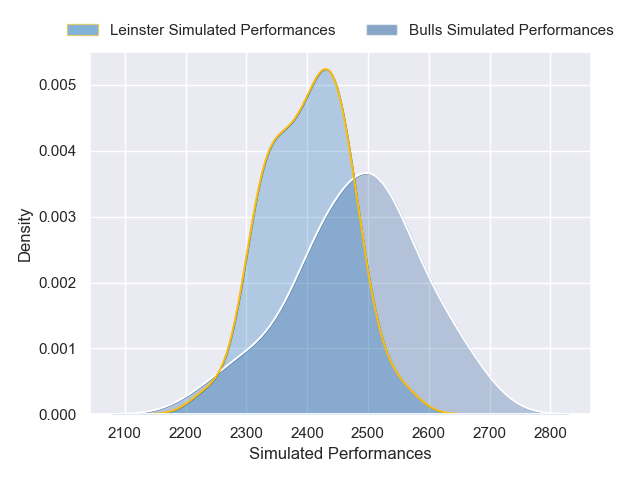 Leinster Simulated Performances Bulls Simulated Performances
0.005
0.004
0.003
0.002
0.001
0.000
Density
2100 2200 2300 2400 2500 2600 2700 2800
Simulated Performances